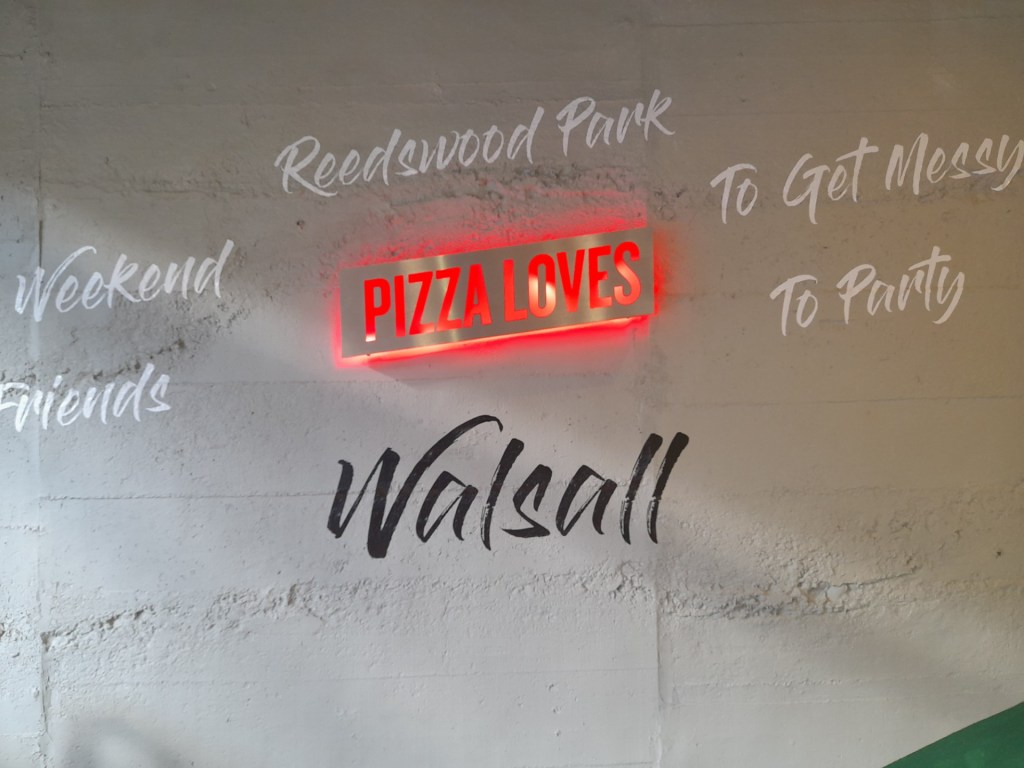 Reedswood Park
To Get Messy
Weekend
PIZZA LOVES
To Party
Friends
Walsall